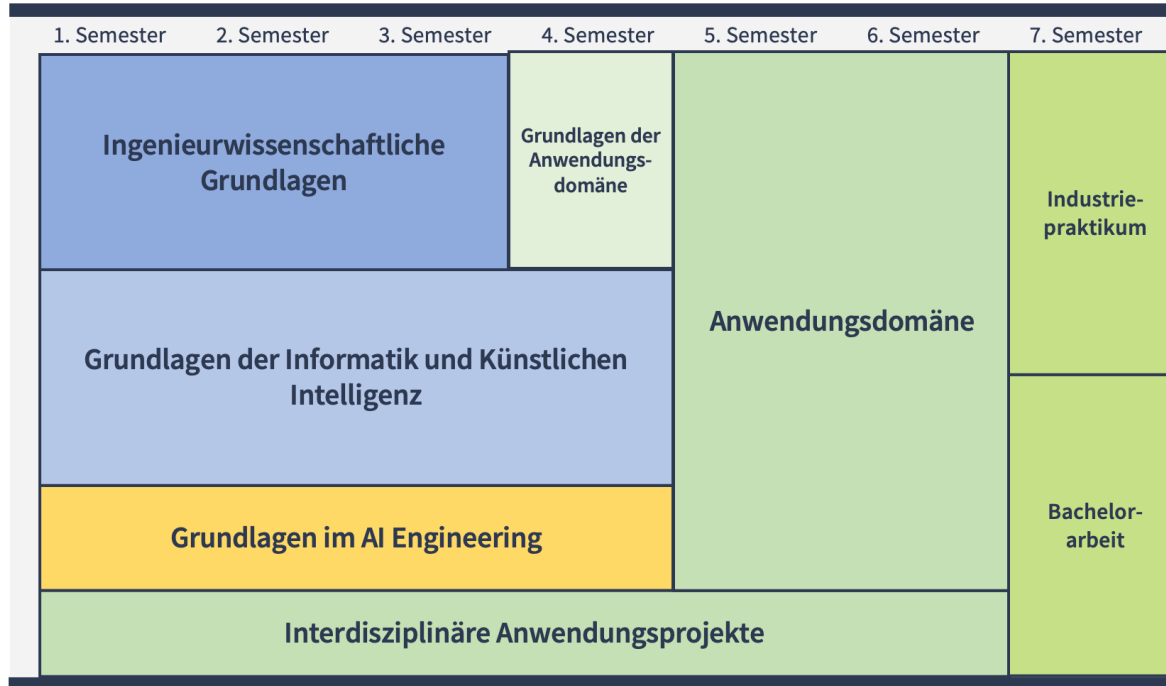 1. Semester 2. Semester 3. Semester 4. Semester 5. Semester 6. Semester 7. Semester
Ingenieurwissenschaftliche
Grundlagen
Grundlagen der
Anwendungs-
domäne
Industrie-
praktikum
Anwendungsdomäne
Grundlagen der Informatik und Künstlichen
Intelligenz
Grundlagen im AI Engineering
Bachelor-
arbeit
Interdisziplinäre Anwendungsprojekte